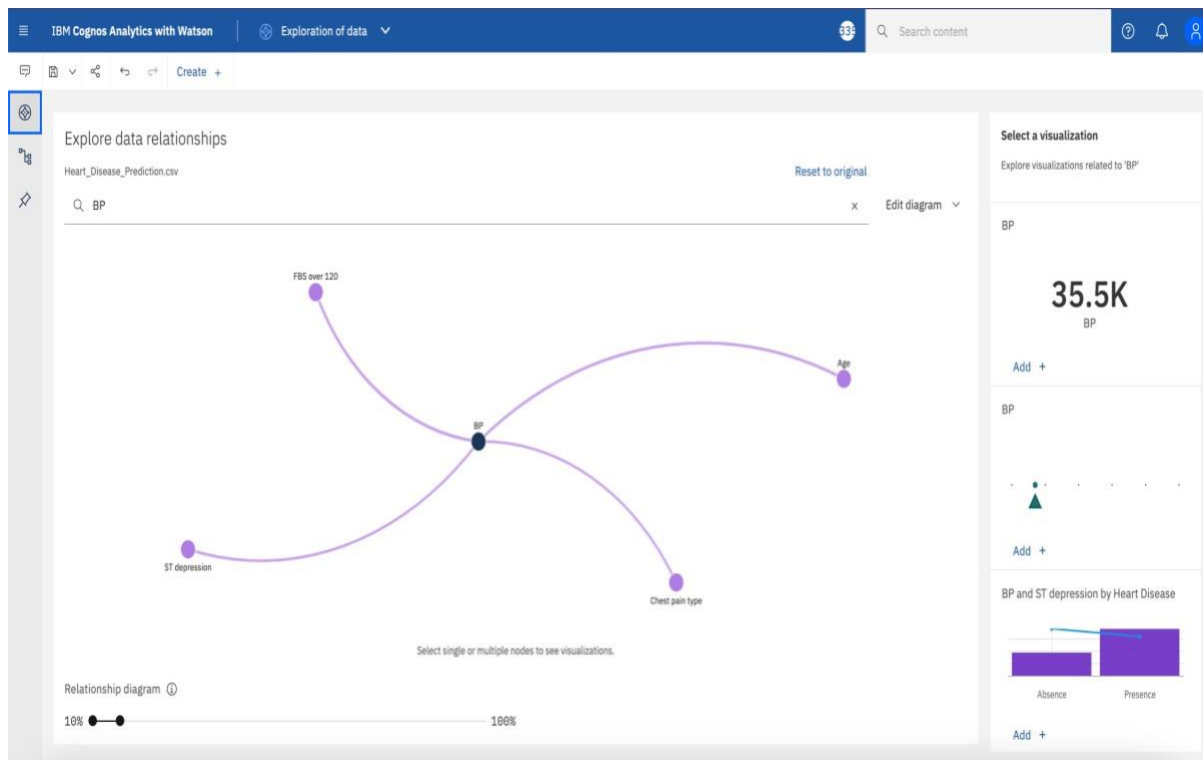 IBM Cognos Analytics with Watson
Exploration of data
Search content
Create +
Explore data relationships
Heart_Disease_Prediction.csv
Reset to original
BP
x
Edit diagram
FBS over 120
Age
BP
ST depression
Chest pain type
Select single or multiple nodes to see visualizations.
Relationship diagram
10%
100%
Select a visualization
Explore visualizations related to 'BP'
BP
35.5K
BP
Add +
BP
Add +
BP and ST depression by Heart Disease
Absence
Presence
Add +